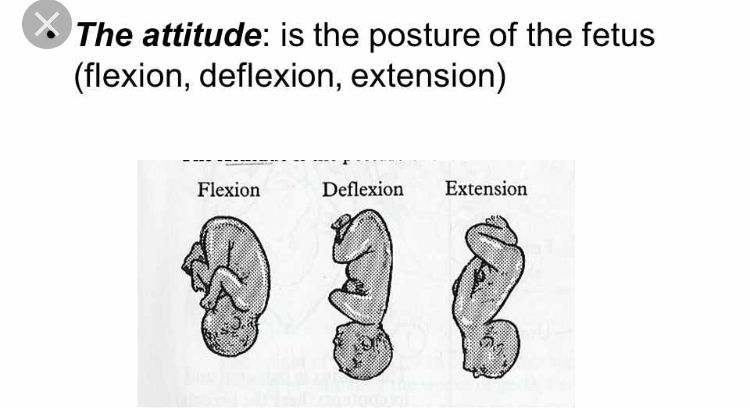 • The attitude: is the posture of the fetus
(flexion, deflexion, extension)
Flexion Deflexion Extension